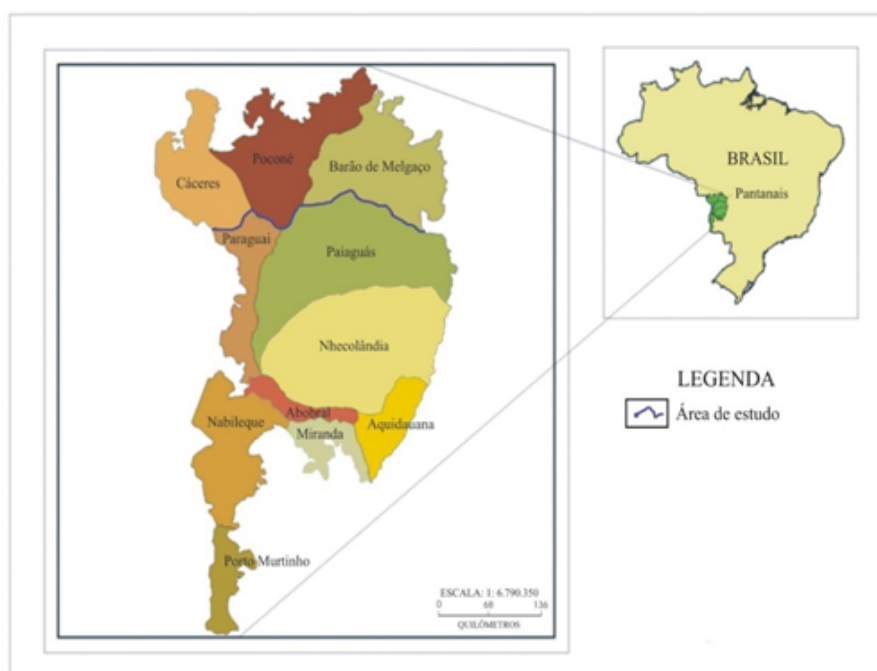 Poconé
Barão de Melgaço
Cáceres
Paraguai
Paiaguás
Nhecolândia
Abobral
Nabileque
Miranda
Aquidauana
Porto Murtinho
ESCALA: 1: 6.790.350
0 68 136
QUILÔMETROS
BRASIL
Pantanais
LEGENDA
Área de estudo